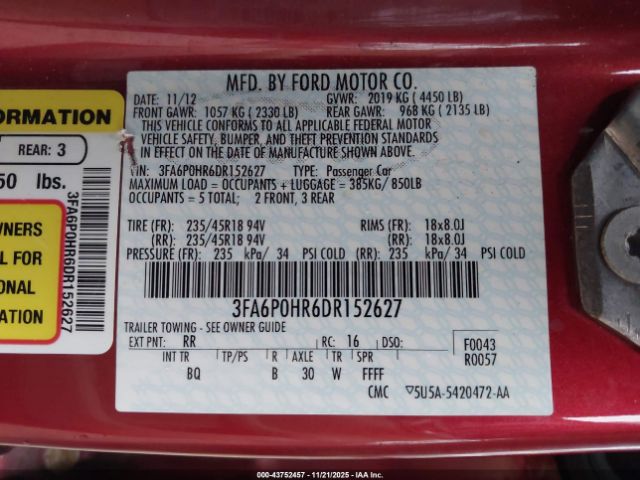 ORMATION
REAR: 3
50 lbs.
WNERS
L FOR
ONAL
ATION
3FA6P0HR6DR152627
MFD. BY FORD MOTOR CO.
DATE: 11/12 GVWR: 2019 KG ( 4450 LB)
FRONT GAWR: 1057 KG ( 2330 LB) REAR GAWR: 968 KG ( 2135 LB)
THIS VEHICLE CONFORMS TO ALL APPLICABLE FEDERAL MOTOR
VEHICLE SAFETY, BUMPER, AND THEFT PREVENTION STANDARDS
IN EFFECT ON THE DATE OF MANUFACTURE SHOWN ABOVE.
VIN: 3FA6P0HR6DR152627 TYPE: Passenger Car
MAXIMUM LOAD = OCCUPANTS + LUGGAGE = 385KG/ 850LB
OCCUPANTS = 5 TOTAL; 2 FRONT, 3 REAR
TIRE (FR): 235/45R18 94V RIMS (FR): 18x8.0J
(RR): 235/45R18 94V (RR): 18x8.0J
PRESSURE (FR): 235 kPa/ 34 PSI COLD (RR): 235 kPa/ 34 PSI COLD
3FA6P0HR6DR152627
TRAILER TOWING - SEE OWNER GUIDE
EXT PNT: RR RC: 16 DSO: F0043
R0057
INT TR TP/PS R AXLE TR SPR
BQ B 30 W FFFF
CMC ▽5U5A-5420472-AA
© IAA - 43752457 - 11/21/2025 - IAAI.com